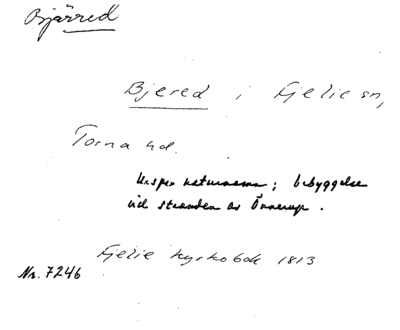 Bjärred
Bjered i Fjelie sn,
Torna hd.
Urspr. naturnamn; bebyggelse
vid stranden av Önnerup.
Fjelie kyrkobok 1813
Nr. 7246